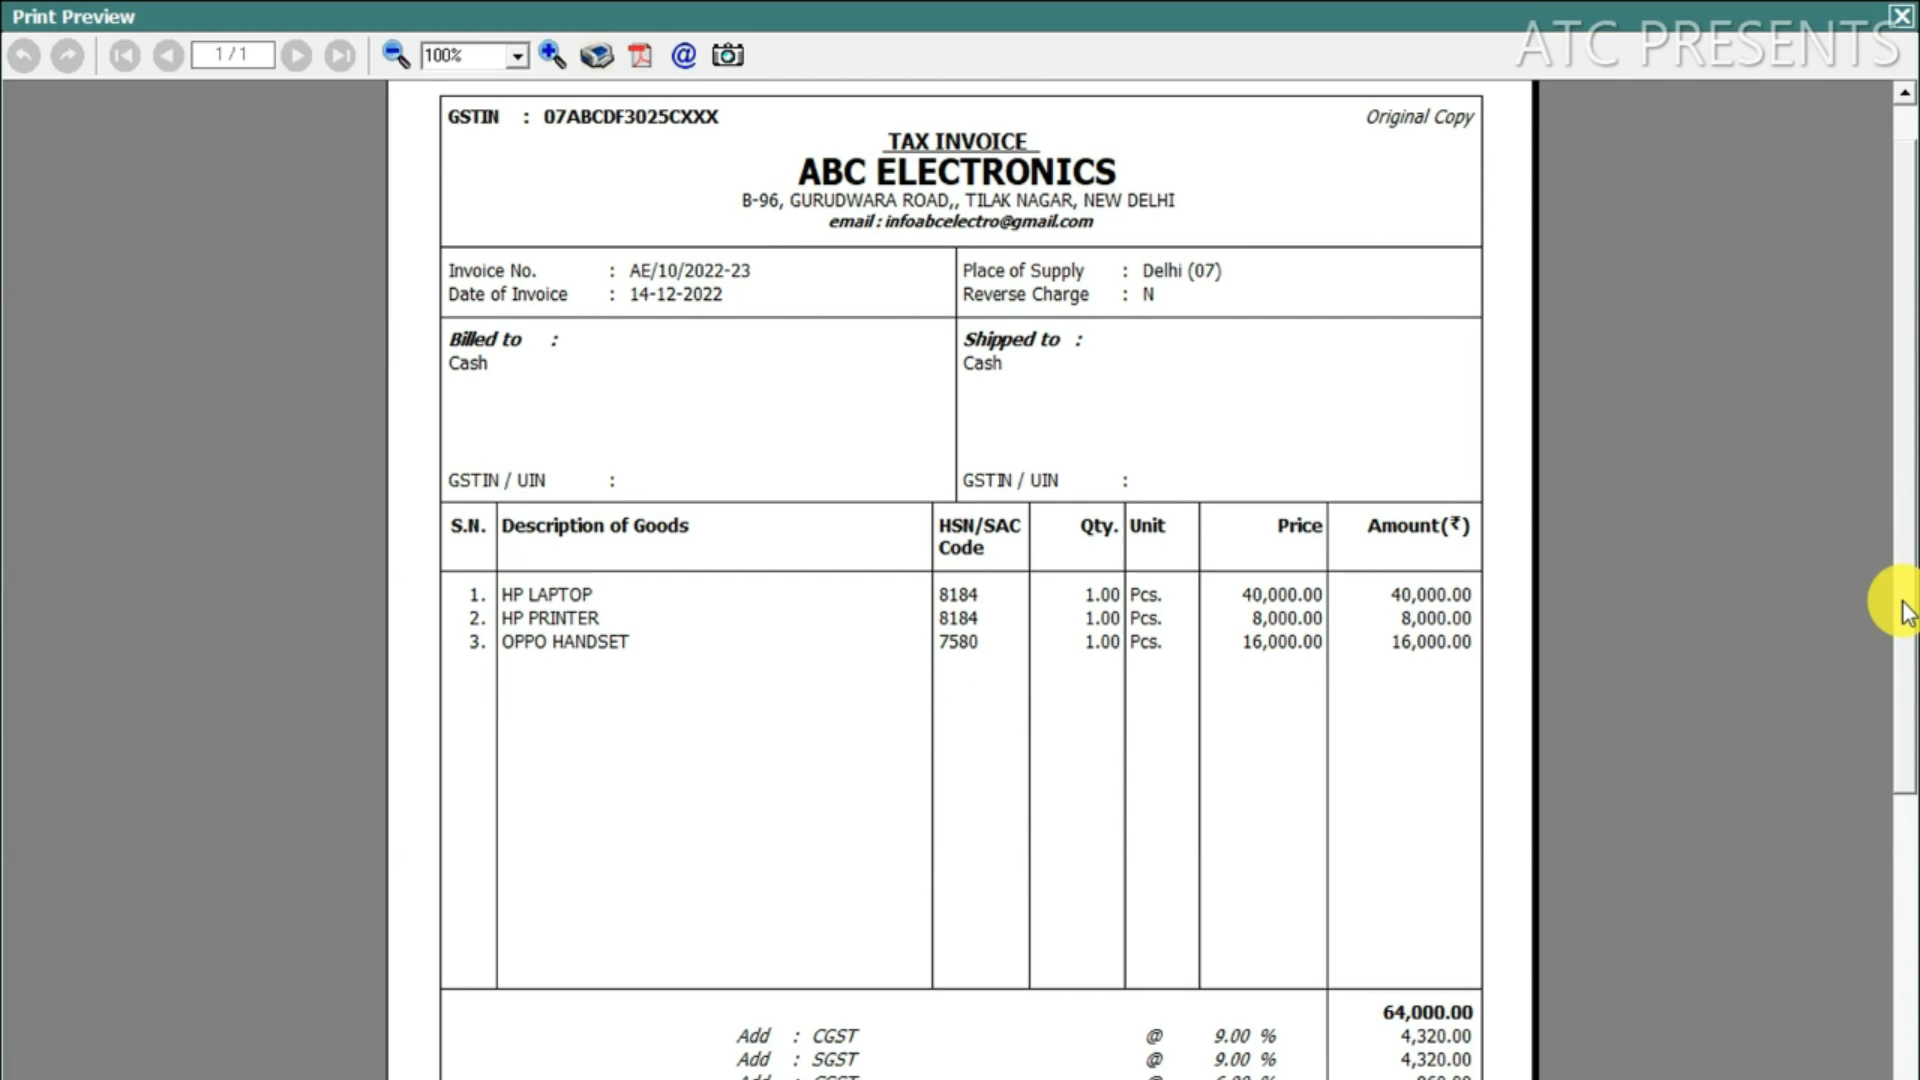 Print Preview
ATC PRESENTS
1 / 1
100%
GSTIN : 07ABCDF3025CXXX
Original Copy
TAX INVOICE
ABC ELECTRONICS
B-96, GURUDWARA ROAD,, TILAK NAGAR, NEW DELHI
email : infoabcelectro@gmail.com
Invoice No. : AE/10/2022-23
Date of Invoice : 14-12-2022
Place of Supply : Delhi (07)
Reverse Charge : N
Billed to :
Cash
GSTIN / UIN :
Shipped to :
Cash
GSTIN / UIN :
S.N. Description of Goods HSN/SAC Code Qty. Unit Price Amount(₹)
1. HP LAPTOP 8184 1.00 Pcs. 40,000.00 40,000.00
2. HP PRINTER 8184 1.00 Pcs. 8,000.00 8,000.00
3. OPPO HANDSET 7580 1.00 Pcs. 16,000.00 16,000.00
64,000.00
Add : CGST @ 9.00 % 4,320.00
Add : SGST @ 9.00 % 4,320.00